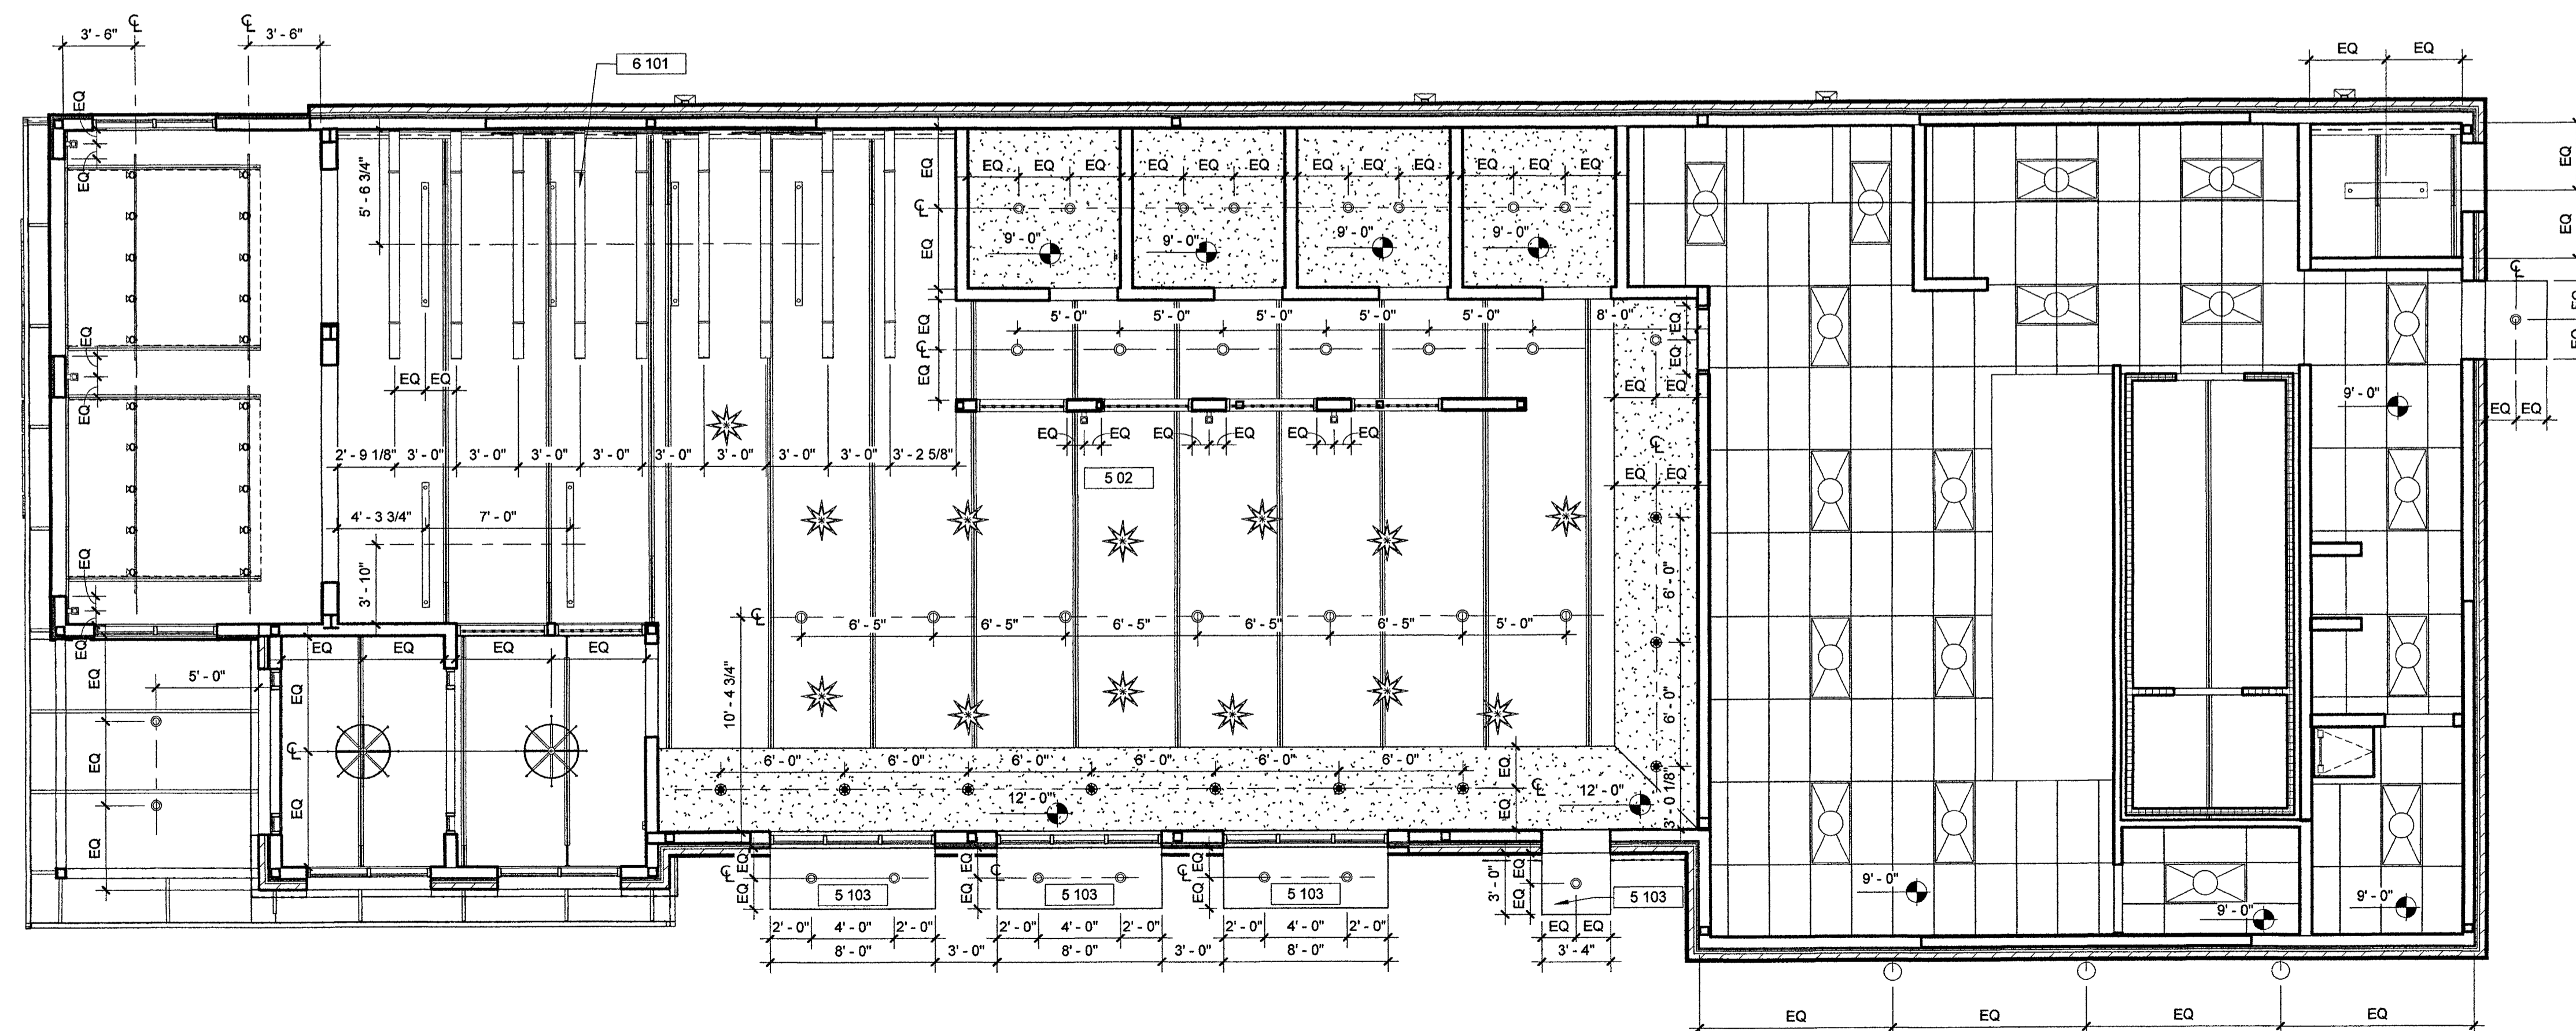 3' - 6" ℄ ℄ 3' - 6"
6 101
EQ EQ
EQ
EQ
5' - 6 3/4"
EQ
EQ
EQ EQ EQ EQ EQ EQ EQ EQ
℄
9' - 0" 9' - 0" 9' - 0" 9' - 0"
EQ
EQ
℄
EQ
EQ
EQ EQ
5' - 0" 5' - 0" 5' - 0" 5' - 0" 5' - 0" 8' - 0"
EQ
EQ
℄
EQ
EQ
EQ
EQ
EQ EQ
EQ EQ
9' - 0"
EQ EQ
EQ EQ EQ EQ EQ EQ
℄
2' - 9 1/8" 3' - 0" 3' - 0" 3' - 0" 3' - 0" 3' - 0" 3' - 0" 3' - 0" 3' - 0" 3' - 2 5/8"
5 02
EQ EQ
4' - 3 3/4" 7' - 0"
EQ
3' - 10"
6' - 0"
℄
6' - 5" 6' - 5" 6' - 5" 6' - 5" 6' - 5" 5' - 0"
EQ
EQ EQ EQ EQ
EQ
5' - 0"
EQ
10' - 4 3/4"
6' - 0"
EQ
℄
EQ
EQ
6' - 0" 6' - 0" 6' - 0" 6' - 0" 6' - 0" 6' - 0"
EQ
EQ
℄
12' - 0" 12' - 0"
3' - 0 1/8"
EQ
℄ ℄ ℄
EQ EQ EQ EQ EQ EQ
5 103 5 103 5 103 5 103
3' - 0"
EQ
EQ
9' - 0" 9' - 0" 9' - 0"
2' - 0" 4' - 0" 2' - 0" 2' - 0" 4' - 0" 2' - 0" 2' - 0" 4' - 0" 2' - 0" EQ EQ
8' - 0" 3' - 0" 8' - 0" 3' - 0" 8' - 0" 3' - 4"
EQ EQ EQ EQ